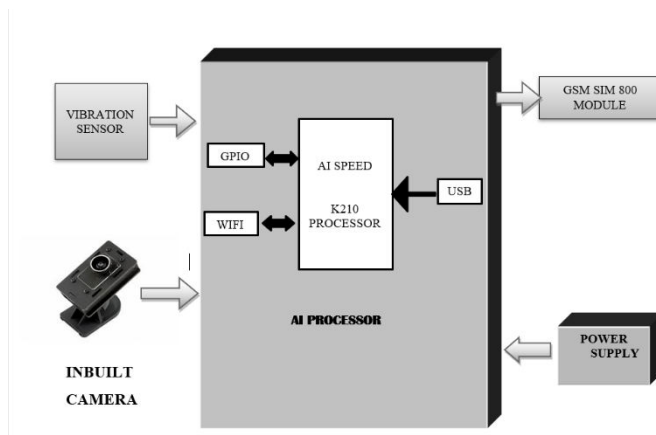 VIBRATION
SENSOR
GPIO
WIFI
AI SPEED
K210
PROCESSOR
USB
AI PROCESSOR
GSM SIM 800
MODULE
INBUILT
CAMERA
POWER
SUPPLY